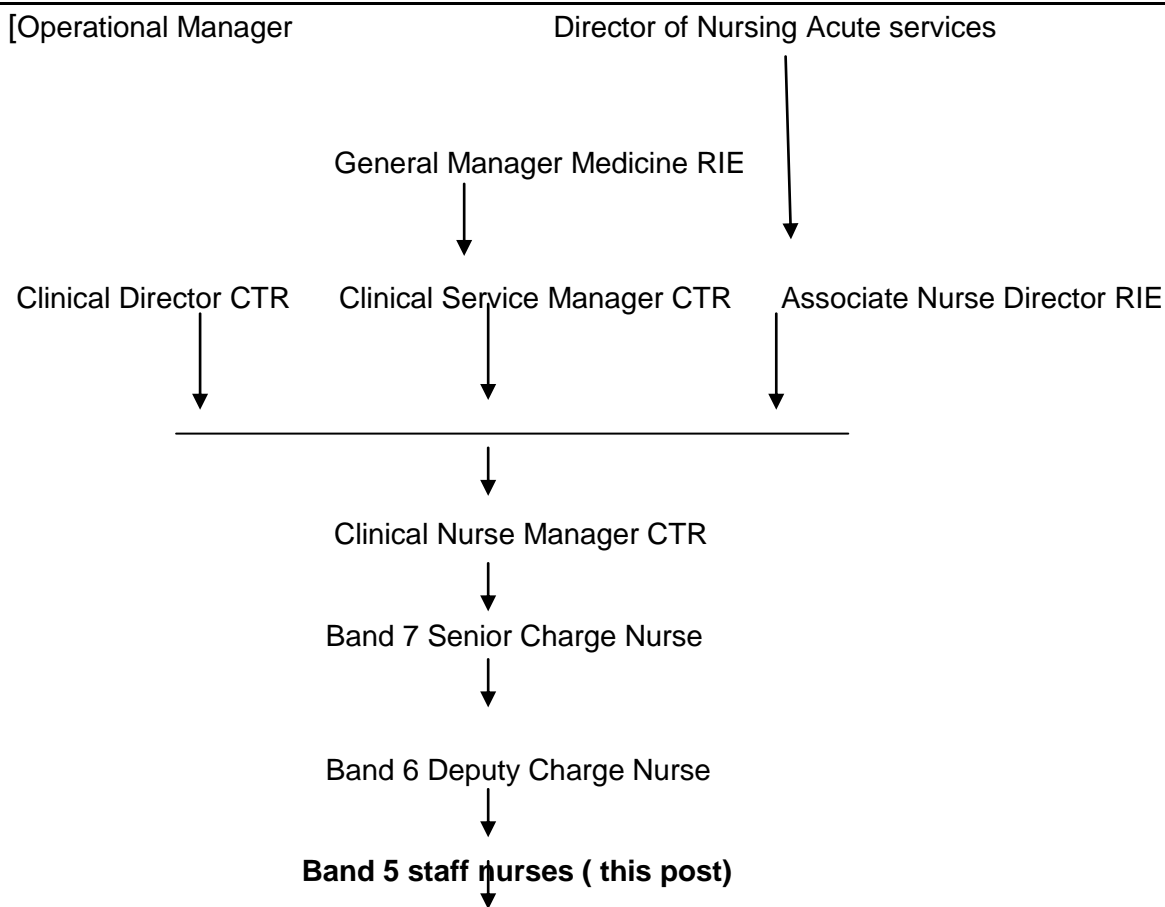 [Operational Manager Director of Nursing Acute services
General Manager Medicine RIE
Clinical Director CTR Clinical Service Manager CTR Associate Nurse Director RIE
Clinical Nurse Manager CTR
Band 7 Senior Charge Nurse
Band 6 Deputy Charge Nurse
Band 5 staff nurses ( this post)